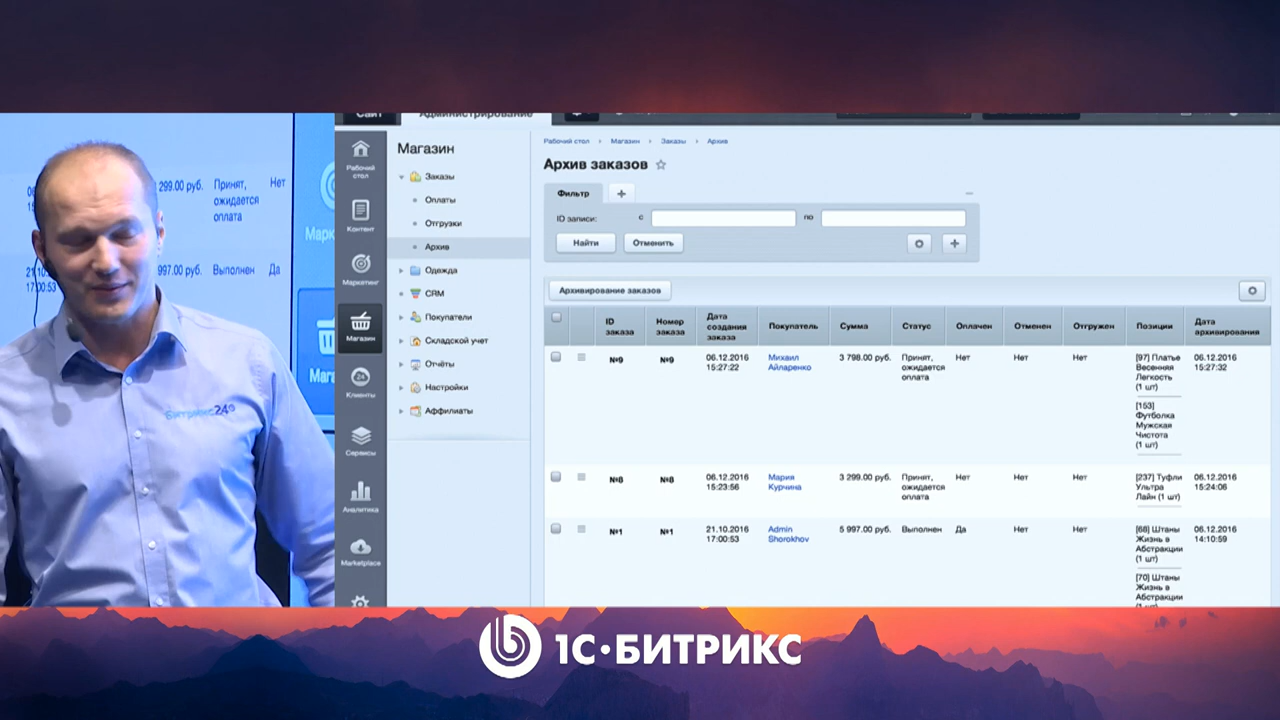 299.00 руб.
Принят,
ожидается
оплата
Нет
997.00 руб.
Выполнен
Да
17:00:53
Битрикс24
Сайт
Администрирование
Рабочий
стол
Контент
Маркетинг
Магазин
Клиенты
Сервисы
Аналитика
Marketplace
Магазин
Заказы
Оплаты
Отгрузки
Архив
Одежда
CRM
Покупатели
Складской учет
Отчёты
Настройки
Аффилиаты
Рабочий стол
Магазин
Заказы
Архив
Архив заказов
Фильтр
ID записи:
с
по
Найти
Отменить
Архивирование заказов
ID
заказа
Номер
заказа
Дата
создания
заказа
Покупатель
Сумма
Статус
Оплачен
Отменен
Отгружен
Позиции
Дата
архивирования
№9
№9
06.12.2016
15:27:22
Михаил
Айларенко
3 798.00 руб.
Принят,
ожидается
оплата
Нет
Нет
Нет
[97] Платье
Весенняя
Легкость
(1 шт)
[153]
Футболка
Мужская
Чистота
(1 шт)
06.12.2016
15:27:32
№8
№8
06.12.2016
15:23:56
Мария
Курчина
3 299.00 руб.
Принят,
ожидается
оплата
Нет
Нет
Нет
[237] Туфли
Ультра
Лайн (1 шт)
06.12.2016
15:24:06
№1
№1
21.10.2016
17:00:53
Admin
Shorokhov
5 997.00 руб.
Выполнен
Да
Нет
Нет
[68] Штаны
Жизнь в
Абстракции
(1 шт)
[70] Штаны
Жизнь в
Абстракции
(1 шт)
06.12.2016
14:10:59
1С·БИТРИКС